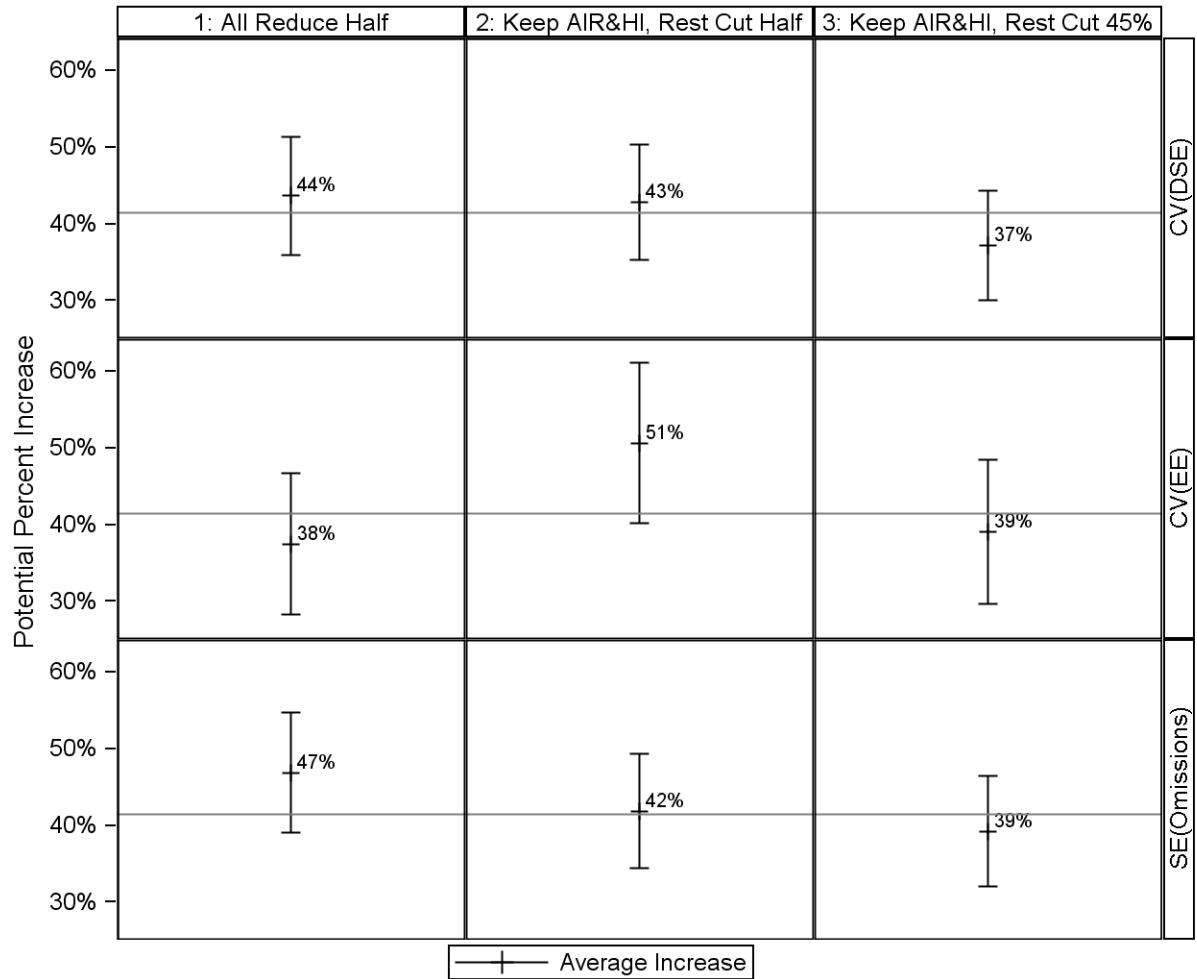 1: All Reduce Half
2: Keep AIR&HI, Rest Cut Half
3: Keep AIR&HI, Rest Cut 45%
Potential Percent Increase
60%
50%
40%
30%
44%
43%
37%
CV(DSE)
60%
50%
40%
30%
38%
51%
39%
CV(EE)
60%
50%
40%
30%
47%
42%
39%
SE(Omissions)
Average Increase